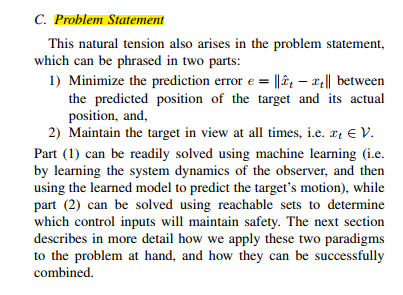 C. Problem Statement
This natural tension also arises in the problem statement,
which can be phrased in two parts:
1) Minimize the prediction error e = ‖x̂ₜ − xₜ‖ between
the predicted position of the target and its actual
position, and,
2) Maintain the target in view at all times, i.e. xₜ ∈ 𝒱.
Part (1) can be readily solved using machine learning (i.e.
by learning the system dynamics of the observer, and then
using the learned model to predict the target's motion), while
part (2) can be solved using reachable sets to determine
which control inputs will maintain safety. The next section
describes in more detail how we apply these two paradigms
to the problem at hand, and how they can be successfully
combined.